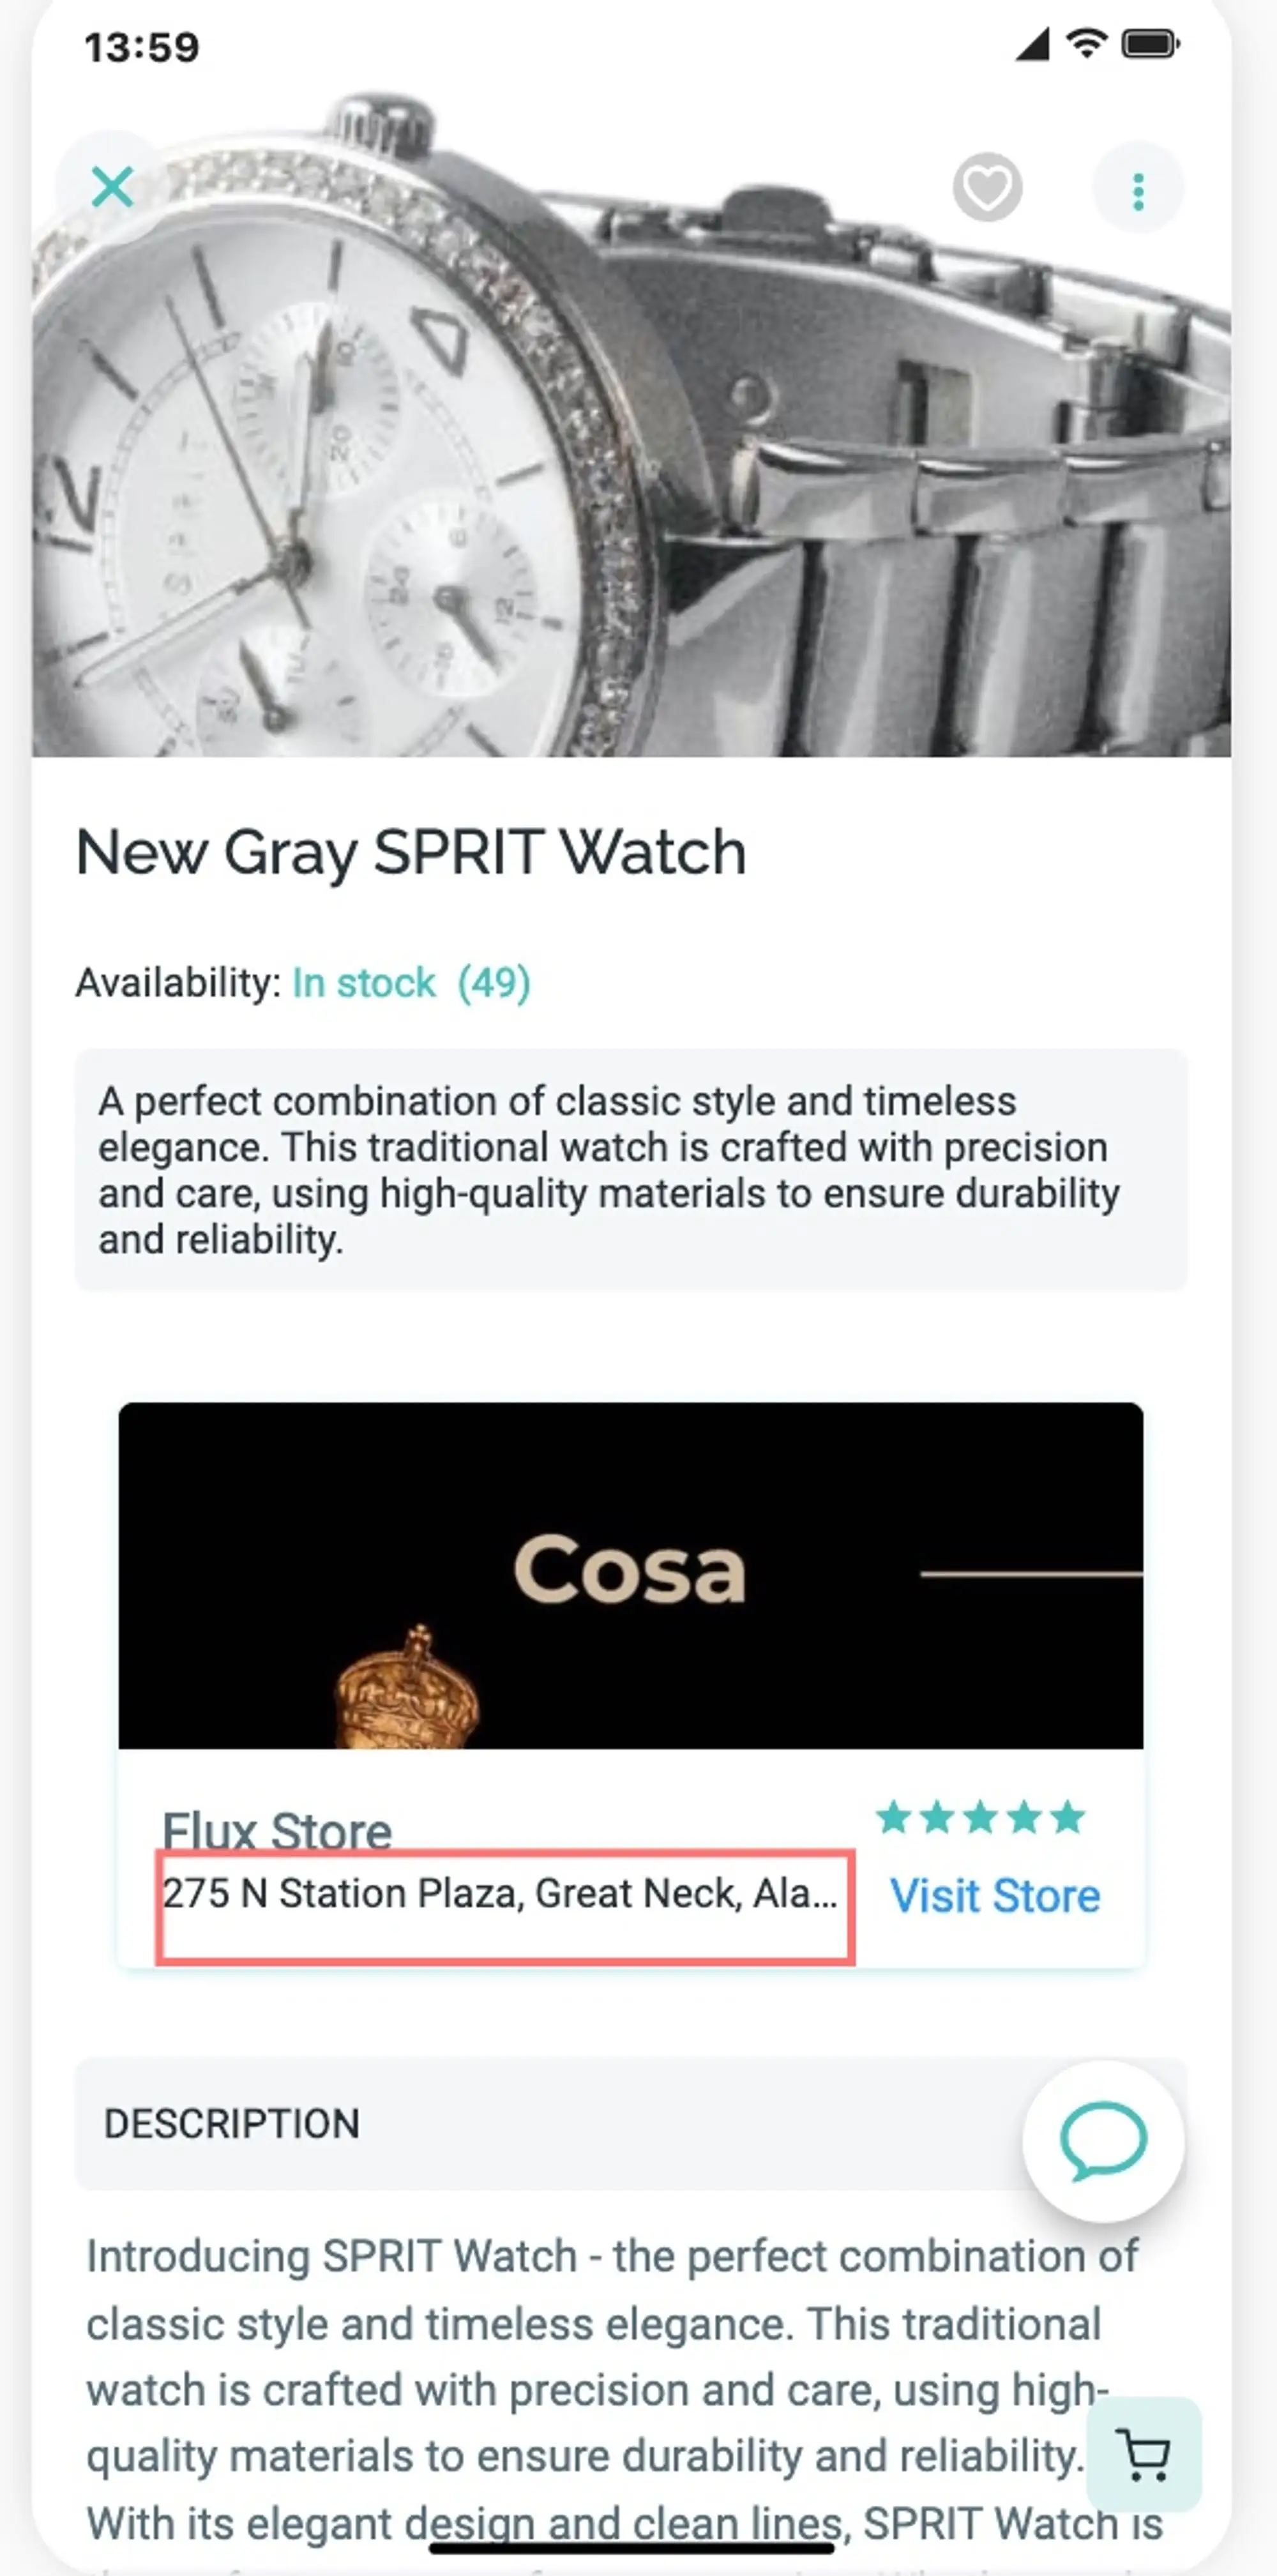 13:59
New Gray SPRIT Watch
Availability: In stock (49)
A perfect combination of classic style and timeless
elegance. This traditional watch is crafted with precision
and care, using high-quality materials to ensure durability
and reliability.
Cosa
Flux Store
275 N Station Plaza, Great Neck, Ala...
Visit Store
DESCRIPTION
Introducing SPRIT Watch - the perfect combination of
classic style and timeless elegance. This traditional
watch is crafted with precision and care, using high-
quality materials to ensure durability and reliability.
With its elegant design and clean lines, SPRIT Watch is